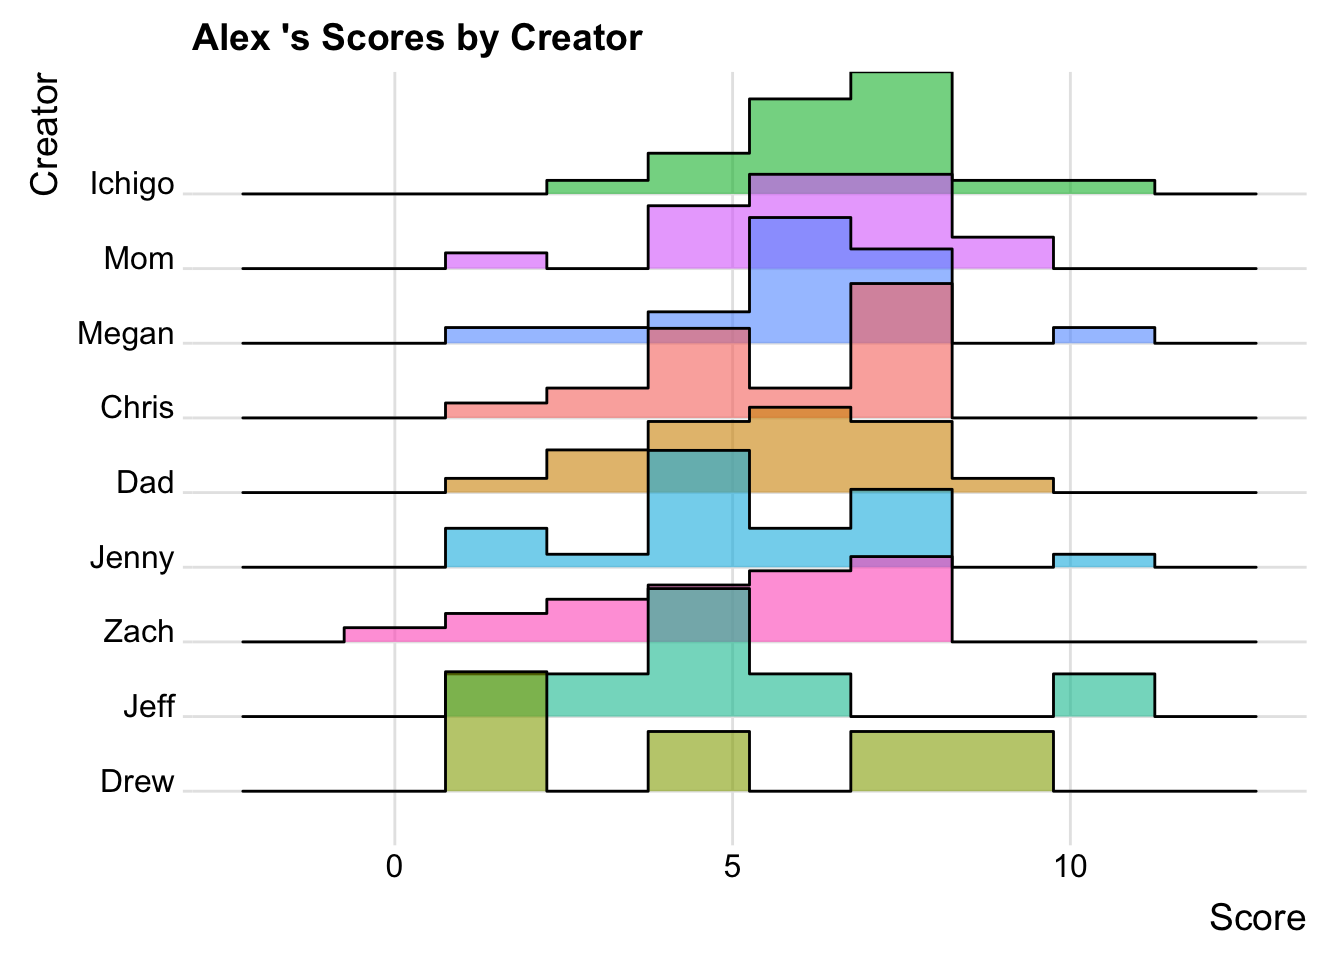 Alex 's Scores by Creator
Creator
Ichigo
Mom
Megan
Chris
Dad
Jenny
Zach
Jeff
Drew
0 5 10
Score